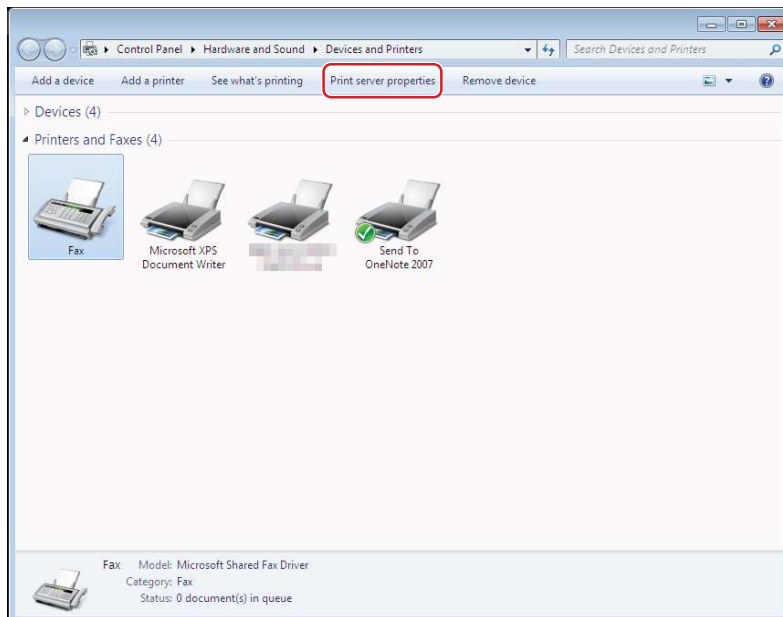 Control Panel Hardware and Sound Devices and Printers Search Devices and Printers
Add a device Add a printer See what's printing Print server properties Remove device
Devices (4)
Printers and Faxes (4)
Fax
Microsoft XPS
Document Writer
Send To
OneNote 2007
Fax Model: Microsoft Shared Fax Driver
Category: Fax
Status: 0 document(s) in queue